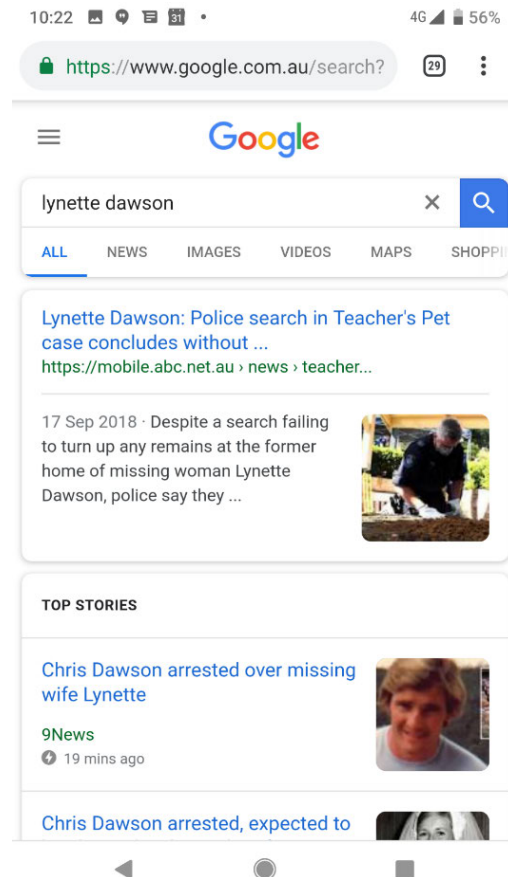 10:22 31 4G 56%
https://www.google.com.au/search? 29
Google
lynette dawson
ALL NEWS IMAGES VIDEOS MAPS SHOPPI
Lynette Dawson: Police search in Teacher's Pet
case concludes without ...
https://mobile.abc.net.au › news › teacher...
17 Sep 2018 · Despite a search failing
to turn up any remains at the former
home of missing woman Lynette
Dawson, police say they ...
TOP STORIES
Chris Dawson arrested over missing
wife Lynette
9News
19 mins ago
Chris Dawson arrested, expected to